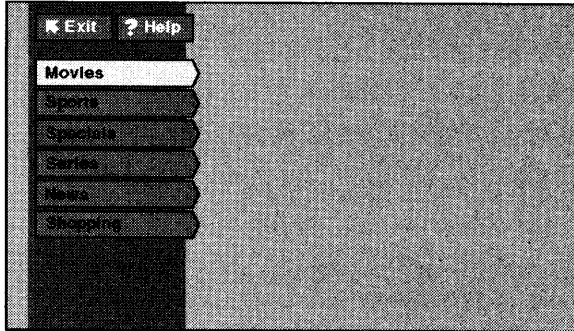 Exit ? Help
Movies
Sports
Specials
Series
News
Shopping